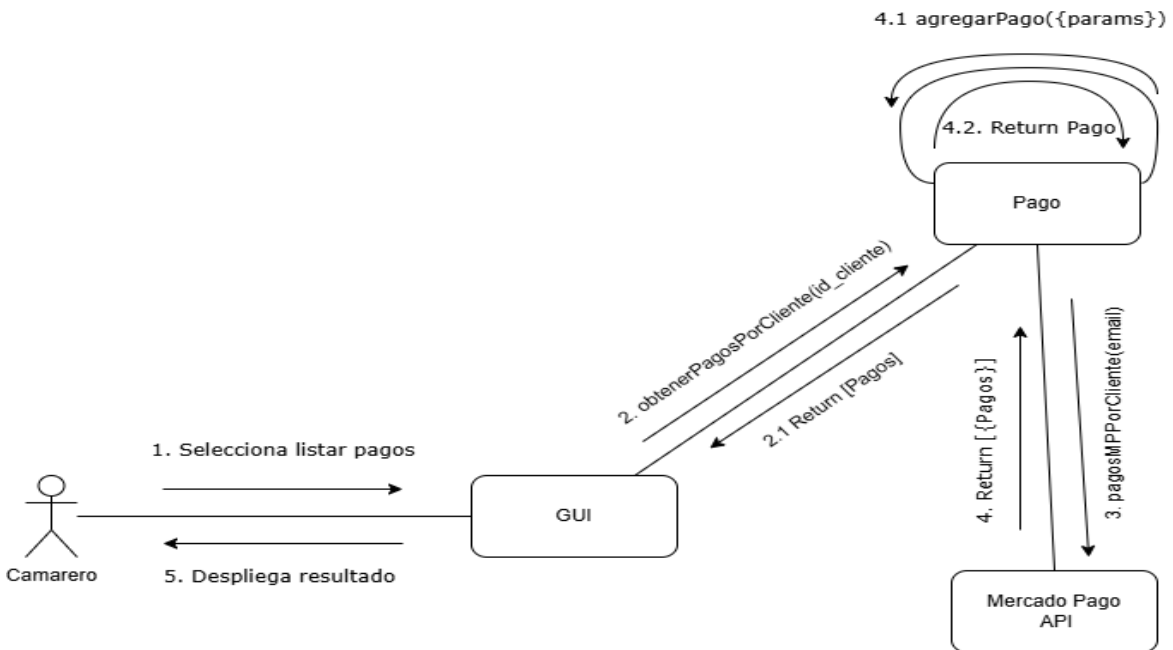 4.1 agregarPago({params})
4.2. Return Pago
Pago
2. obtenerPagosPorCliente(id_cliente)
2.1 Return [Pagos]
4. Return [{Pagos}]
3. pagosMPPorCliente(email)
1. Selecciona listar pagos
GUI
Camarero
5. Despliega resultado
Mercado Pago
API